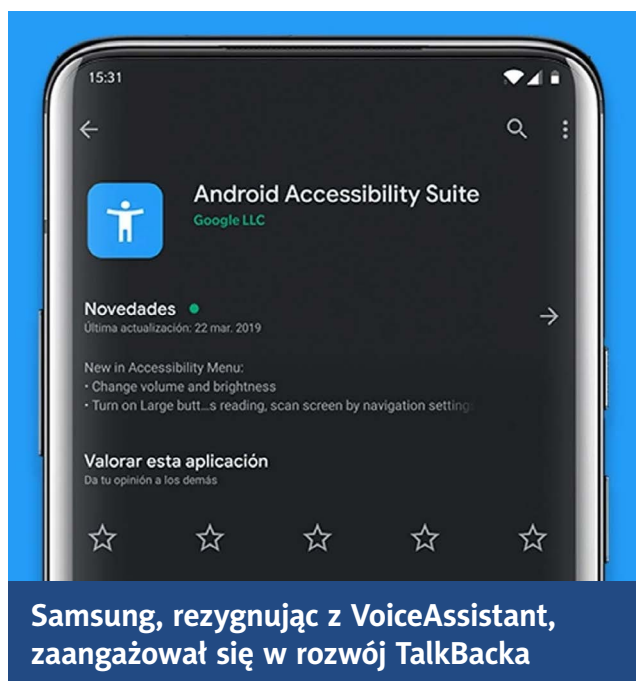 15:31
Android Accessibility Suite
Google LLC
Novedades
Última actualización: 22 mar. 2019
New in Accessibility Menu:
• Change volume and brightness
• Turn on Large butt...s reading, scan screen by navigation setting
Valorar esta aplicación
Da tu opinión a los demás
Samsung, rezygnując z VoiceAssistant,
zaangażował się w rozwój TalkBacka